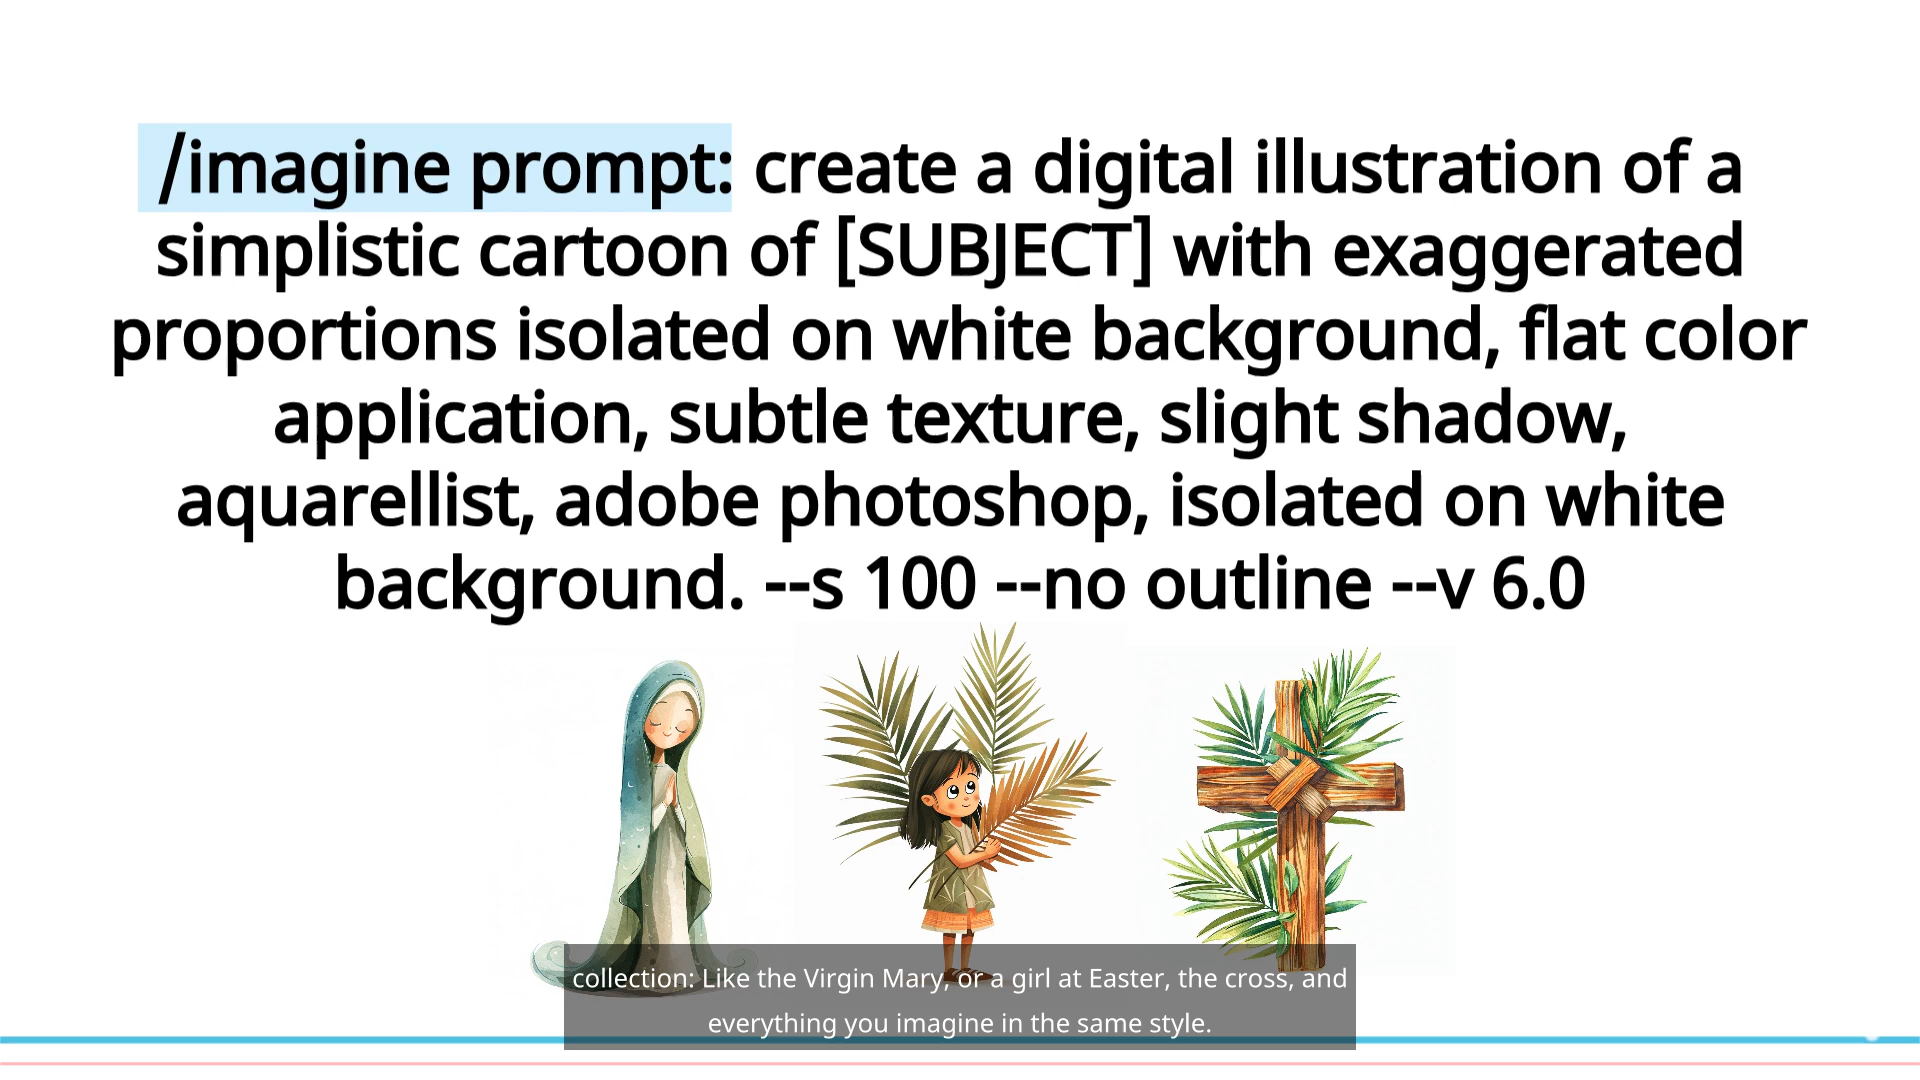 /imagine prompt: create a digital illustration of a
simplistic cartoon of [SUBJECT] with exaggerated
proportions isolated on white background, flat color
application, subtle texture, slight shadow,
aquarellist, adobe photoshop, isolated on white
background. --s 100 --no outline --v 6.0
collection: Like the Virgin Mary, or a girl at Easter, the cross, and
everything you imagine in the same style.